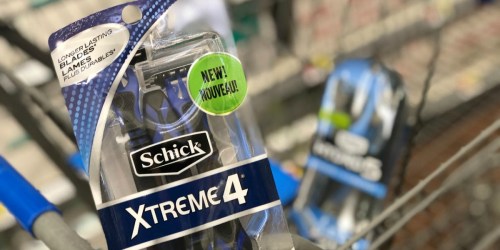 LONGER LASTING
BLADES*
LAMES
PLUS DURABLES*
NEW!
NOUVEAU!
Schick
XTREME4